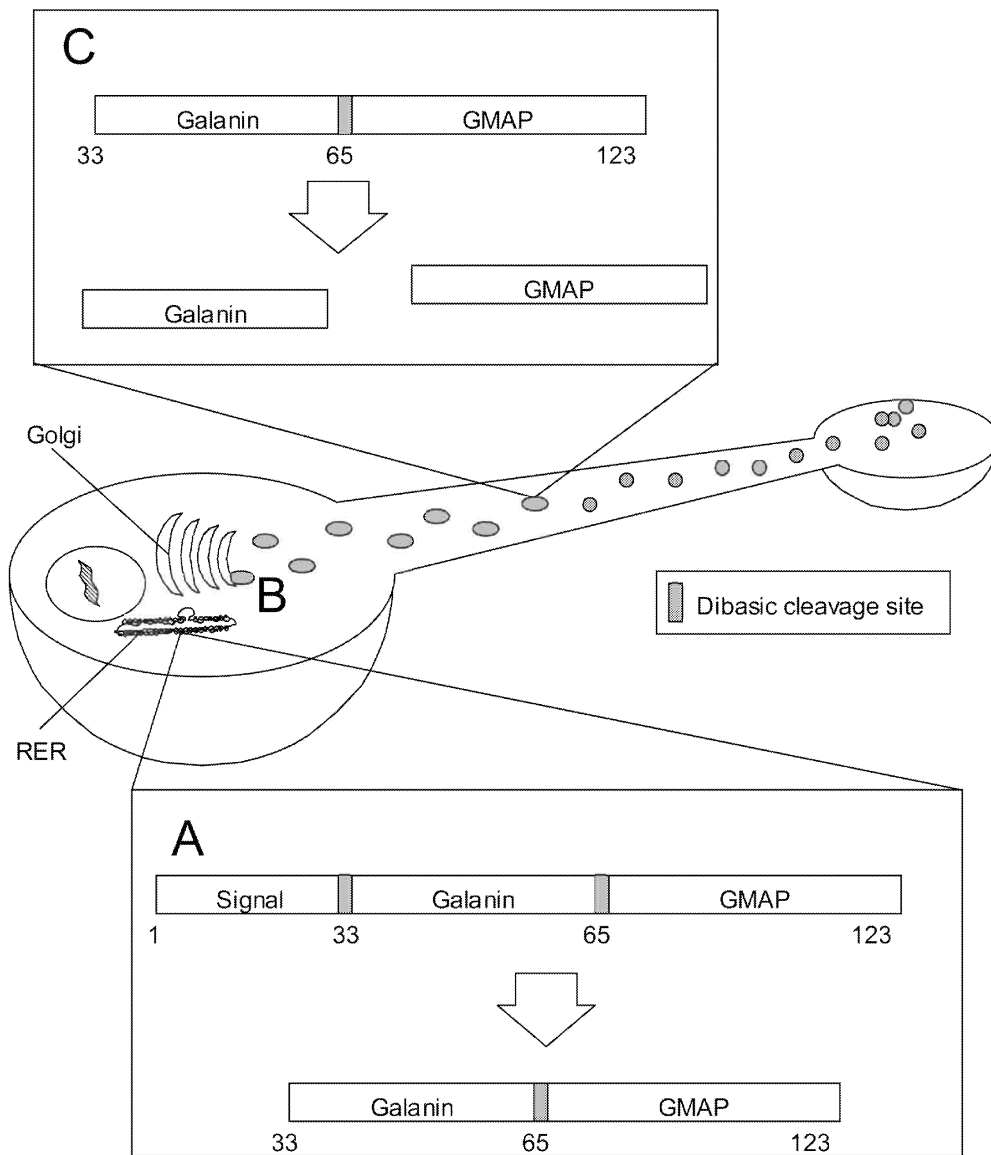 C
Galanin GMAP
33 65 123
GMAP
Galanin
Golgi
B
Dibasic cleavage site
RER
A
Signal Galanin GMAP
1 33 65 123
Galanin GMAP
33 65 123